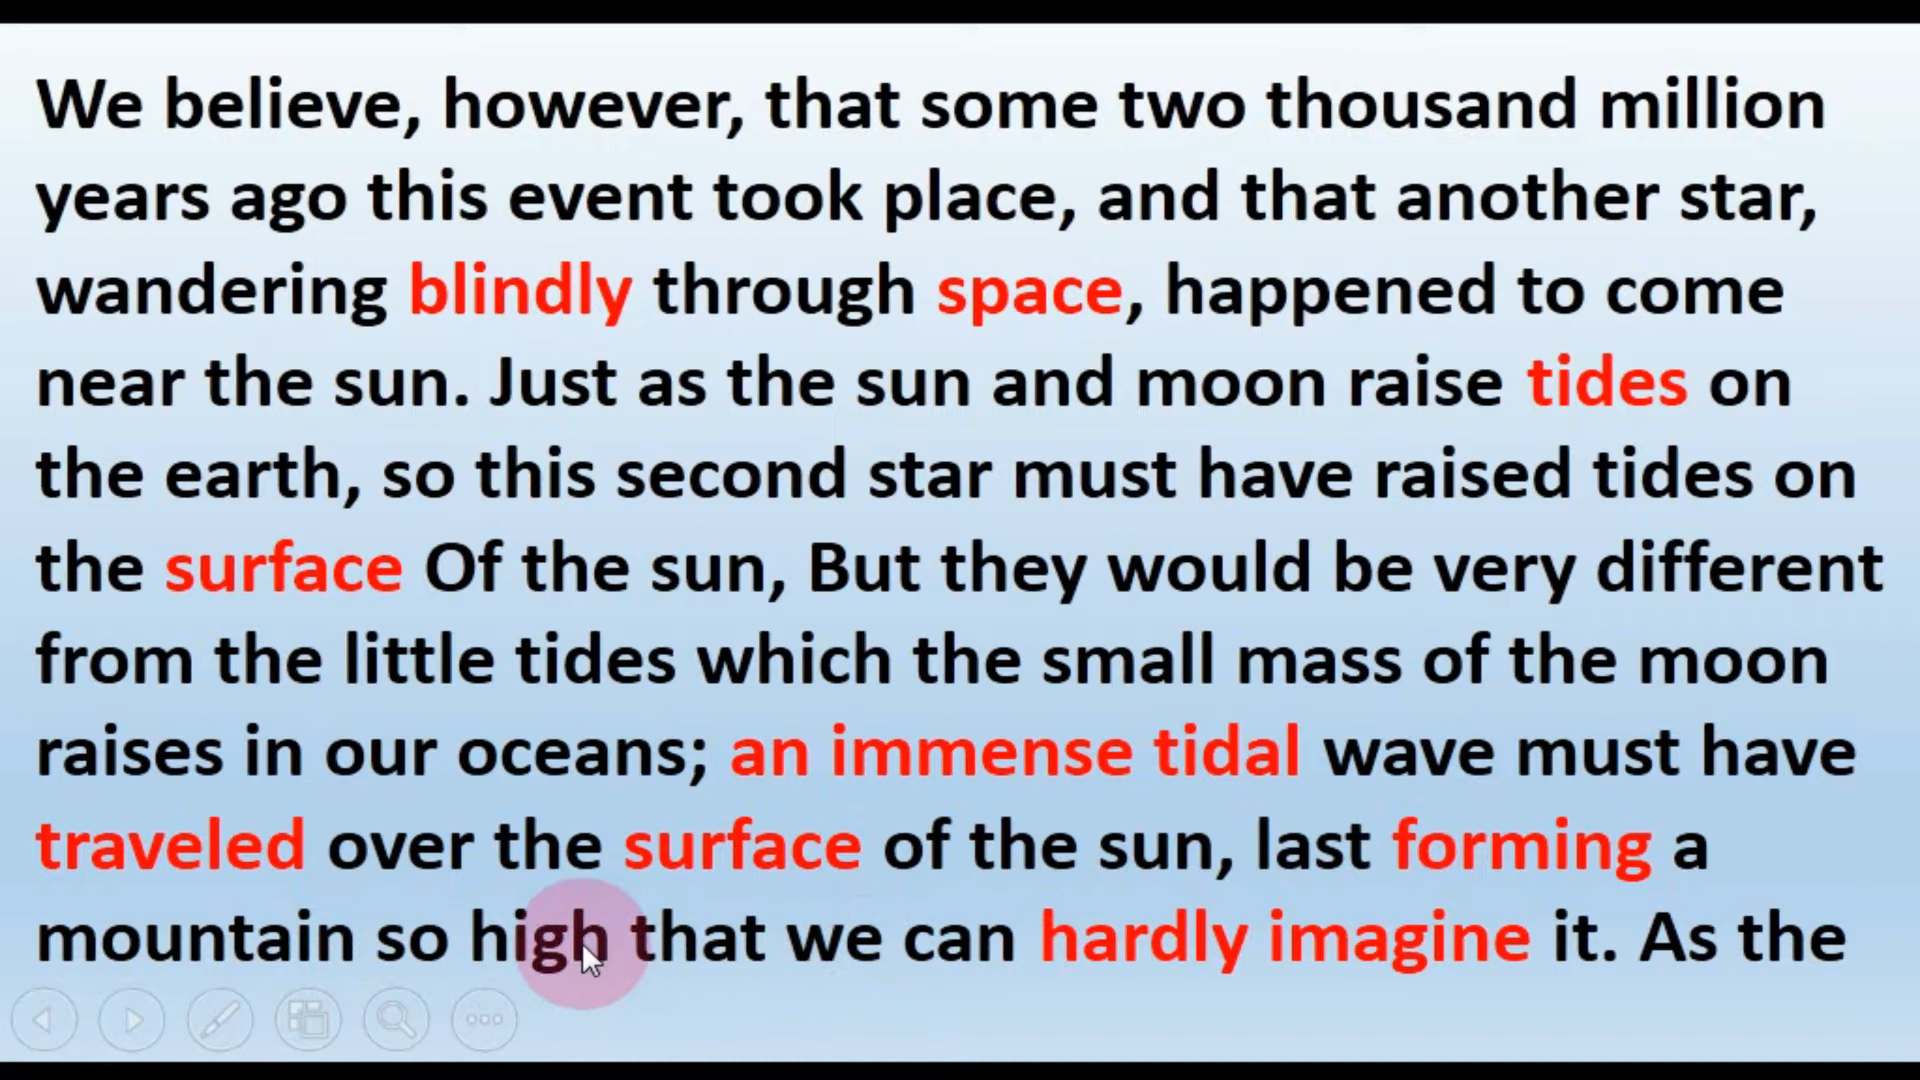 We believe, however, that some two thousand million
years ago this event took place, and that another star,
wandering blindly through space, happened to come
near the sun. Just as the sun and moon raise tides on
the earth, so this second star must have raised tides on
the surface Of the sun, But they would be very different
from the little tides which the small mass of the moon
raises in our oceans; an immense tidal wave must have
traveled over the surface of the sun, last forming a
mountain so high that we can hardly imagine it. As the